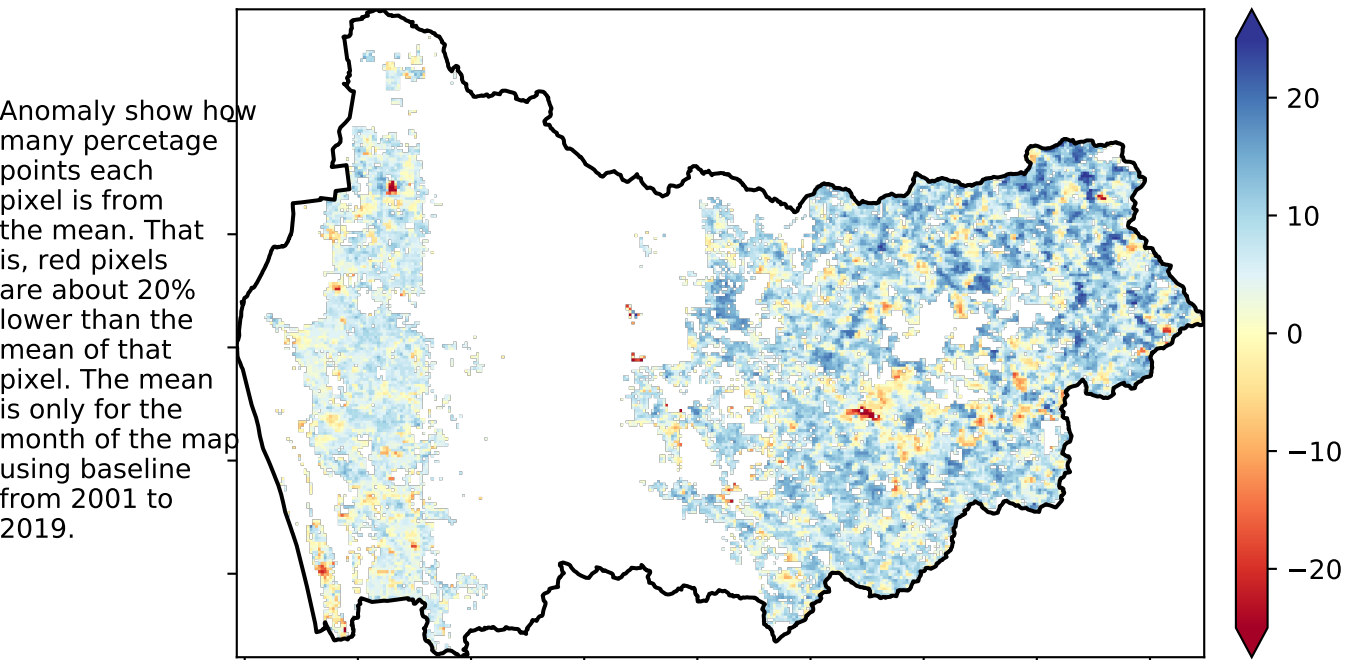 Anomaly show how
many percetage
points each
pixel is from
the mean. That
is, red pixels
are about 20%
lower than the
mean of that
pixel. The mean
is only for the
month of the map
using baseline
from 2001 to
2019.
20
10
0
−10
−20